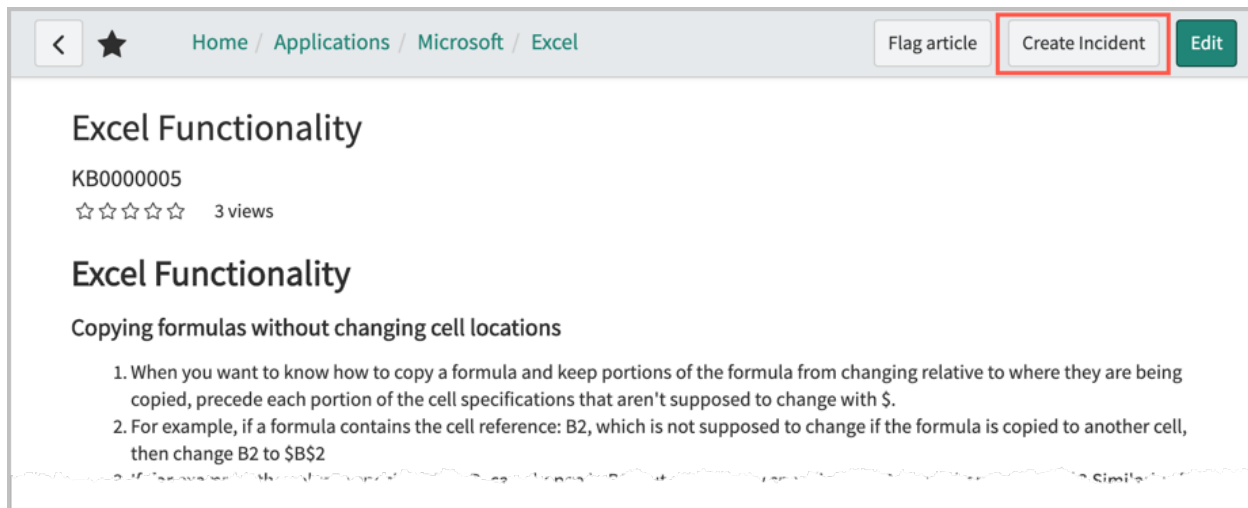 Home / Applications / Microsoft / Excel
Flag article
Create Incident
Edit
Excel Functionality
KB0000005
3 views
Excel Functionality
Copying formulas without changing cell locations
1. When you want to know how to copy a formula and keep portions of the formula from changing relative to where they are being
copied, precede each portion of the cell specifications that aren't supposed to change with $.
2. For example, if a formula contains the cell reference: B2, which is not supposed to change if the formula is copied to another cell,
then change B2 to $B$2